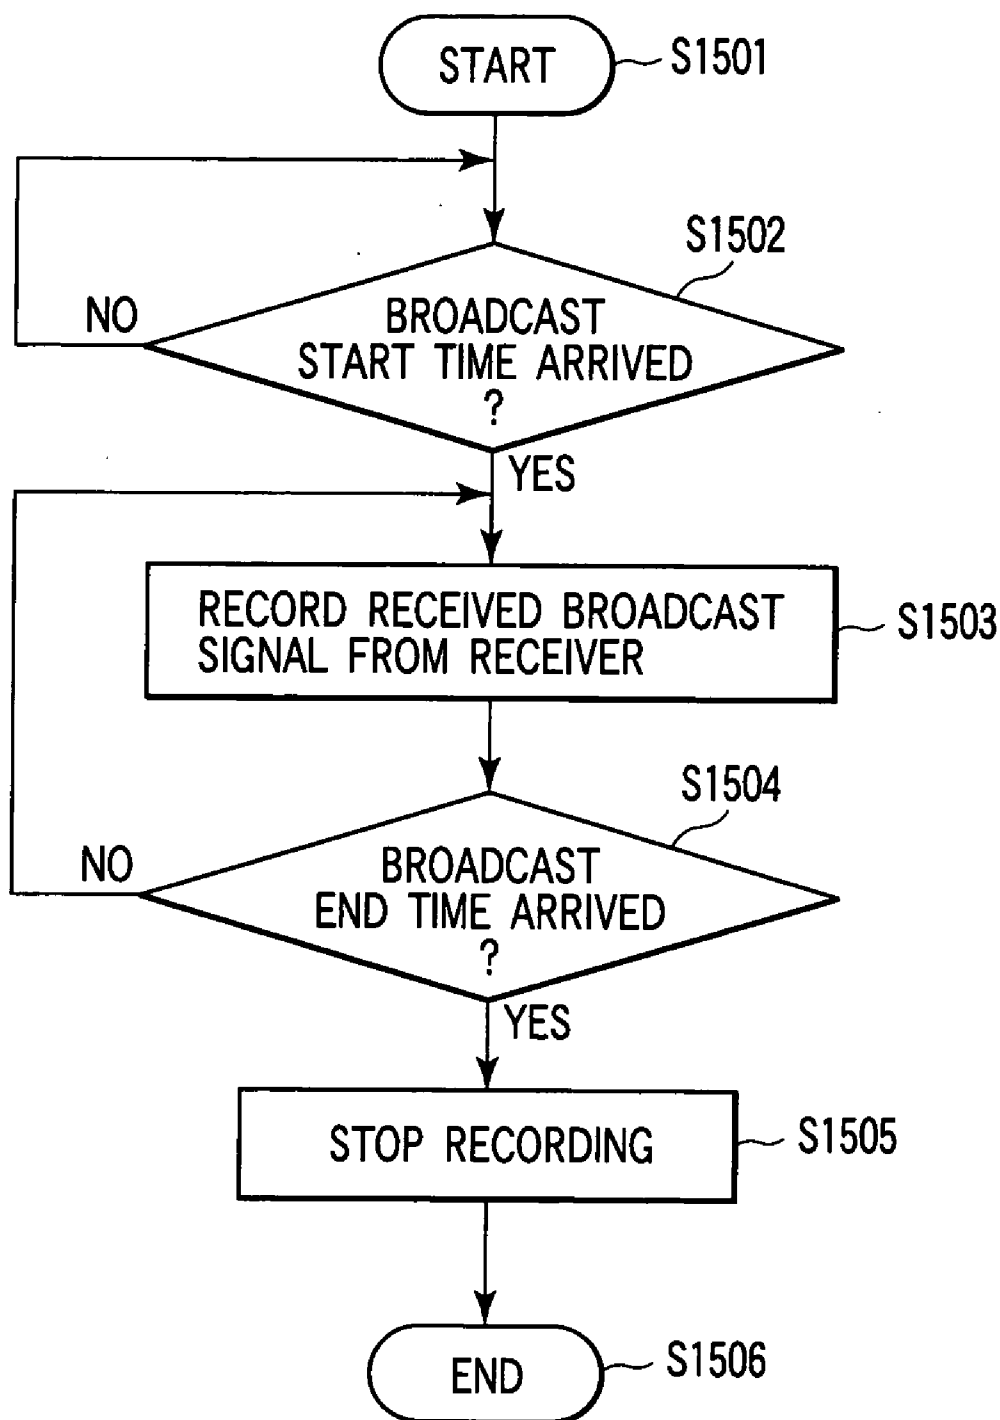 START
S1501
S1502
NO
BROADCAST
START TIME ARRIVED
?
YES
RECORD RECEIVED BROADCAST
SIGNAL FROM RECEIVER
S1503
S1504
NO
BROADCAST
END TIME ARRIVED
?
YES
STOP RECORDING
S1505
END
S1506